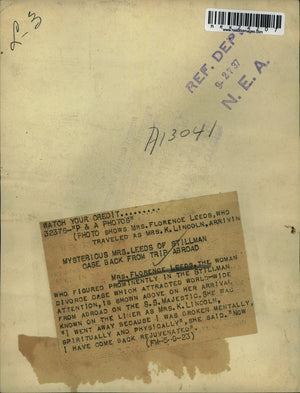 L-3
REF. DEPT.
9-27-37
N. E. A.
A13041
WATCH YOUR CREDIT.........
32376-"P & A PHOTOS"
(PHOTO SHOWS MRS. FLORENCE LEEDS, WHO
TRAVELED AS MRS. K. LINCOLN, ARRIVIN
MYSTERIOUS MRS. LEEDS OF STILLMAN
CASE BACK FROM TRIP ABROAD
MRS. FLORENCE LEEDS, THE WOMAN
WHO FIGURED PROMINENTLY IN THE STILLMAN
DIVORCE CASE WHICH ATTRACTED WORLD-WIDE
ATTENTION, IS SHOWN ABOVE ON HER ARRIVAL
FROM ABROAD ON THE S.S. MAJESTIC. SHE WAS
KNOWN ON THE LINER AS MRS. K. LINCOLN,
"I WENT AWAY BECAUSE I WAS BROKEN MENTALLY,
SPIRITUALLY AND PHYSICALLY", SHE SAID. "NOW
I HAVE COME BACK REJUVENATED".
(FM-5-9-23)